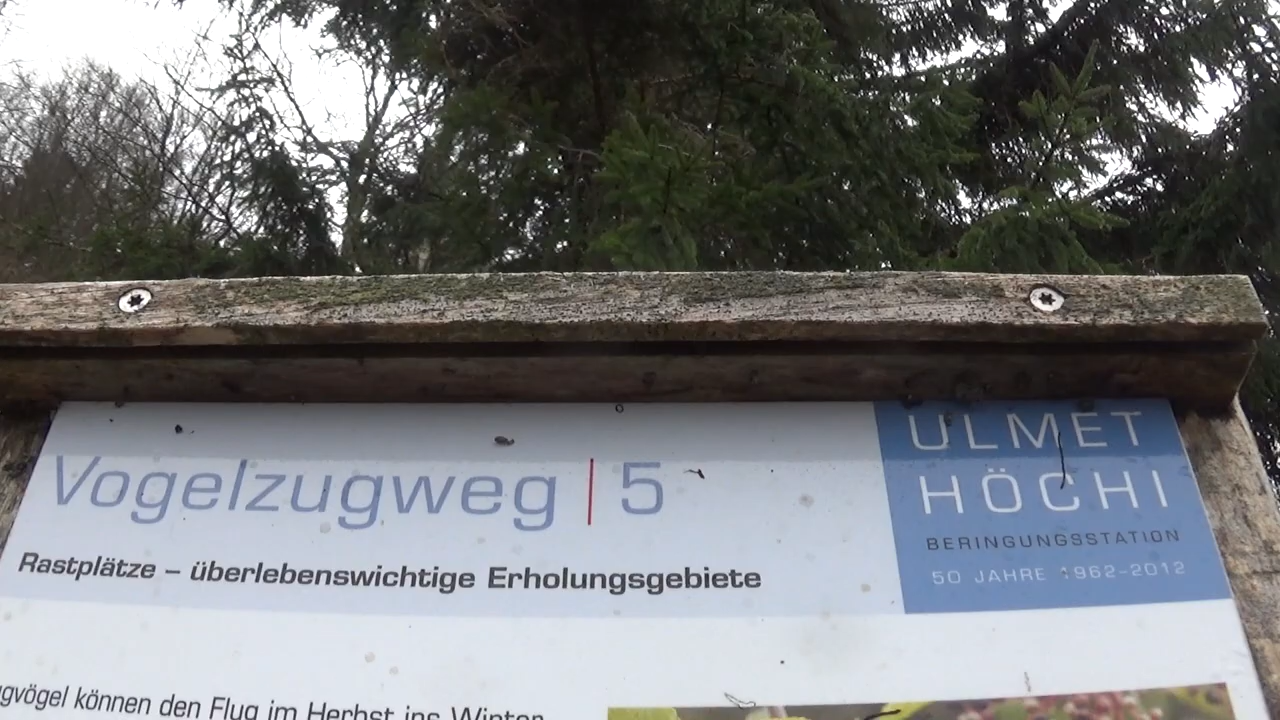 Vogelzugweg | 5
Rastplätze – überlebenswichtige Erholungsgebiete
ULMET
HÖCHI
BERINGUNGSSTATION
50 JAHRE 1962–2012
können den Flug im Herbst ins Winter